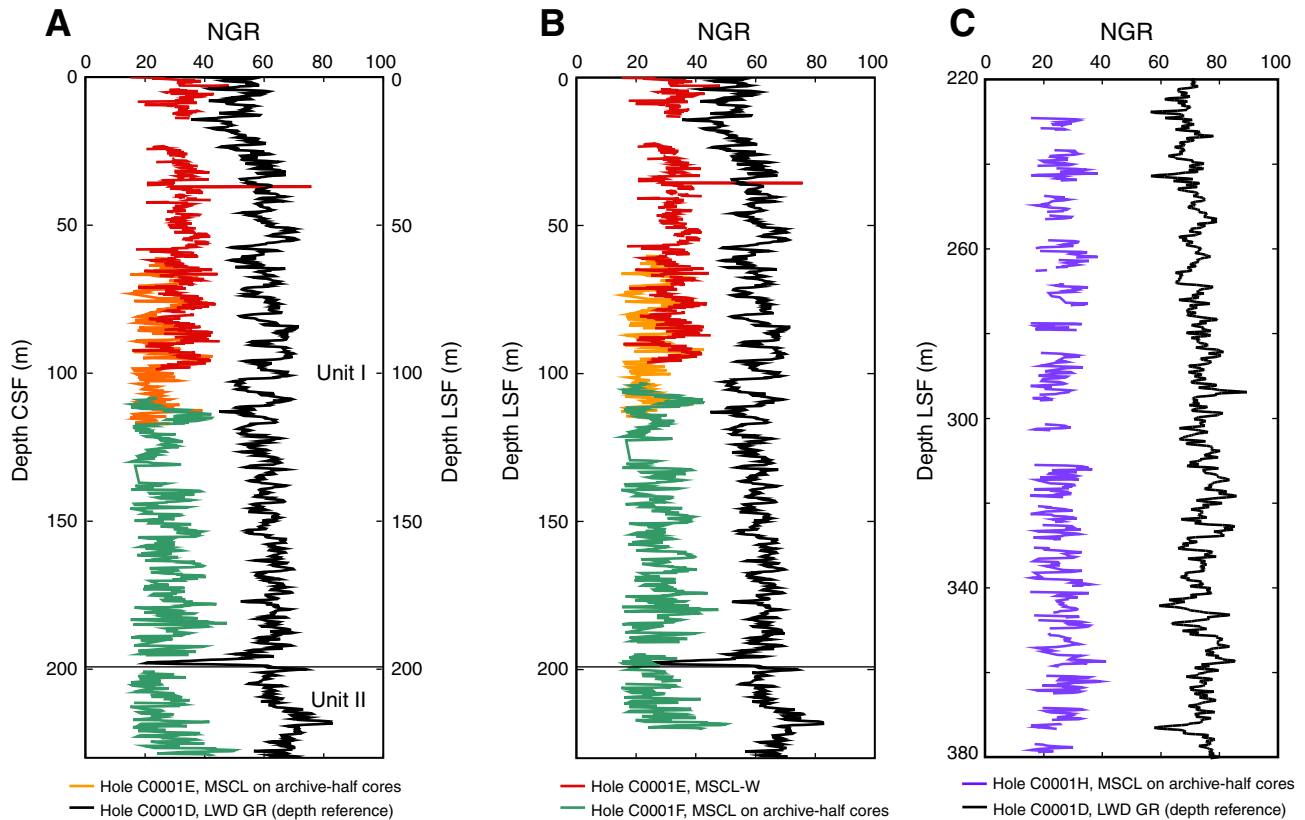 A
B
C
NGR
NGR
NGR
0 20 40 60 80 100
0 20 40 60 80 100
0 20 40 60 80 100
0
50
100
150
200
0
50
100
150
200
0
50
100
150
200
220
260
300
340
380
Depth CSF (m)
Depth LSF (m)
Depth LSF (m)
Depth LSF (m)
Unit I
Unit II
Hole C0001E, MSCL on archive-half cores
Hole C0001D, LWD GR (depth reference)
Hole C0001E, MSCL-W
Hole C0001F, MSCL on archive-half cores
Hole C0001H, MSCL on archive-half cores
Hole C0001D, LWD GR (depth reference)